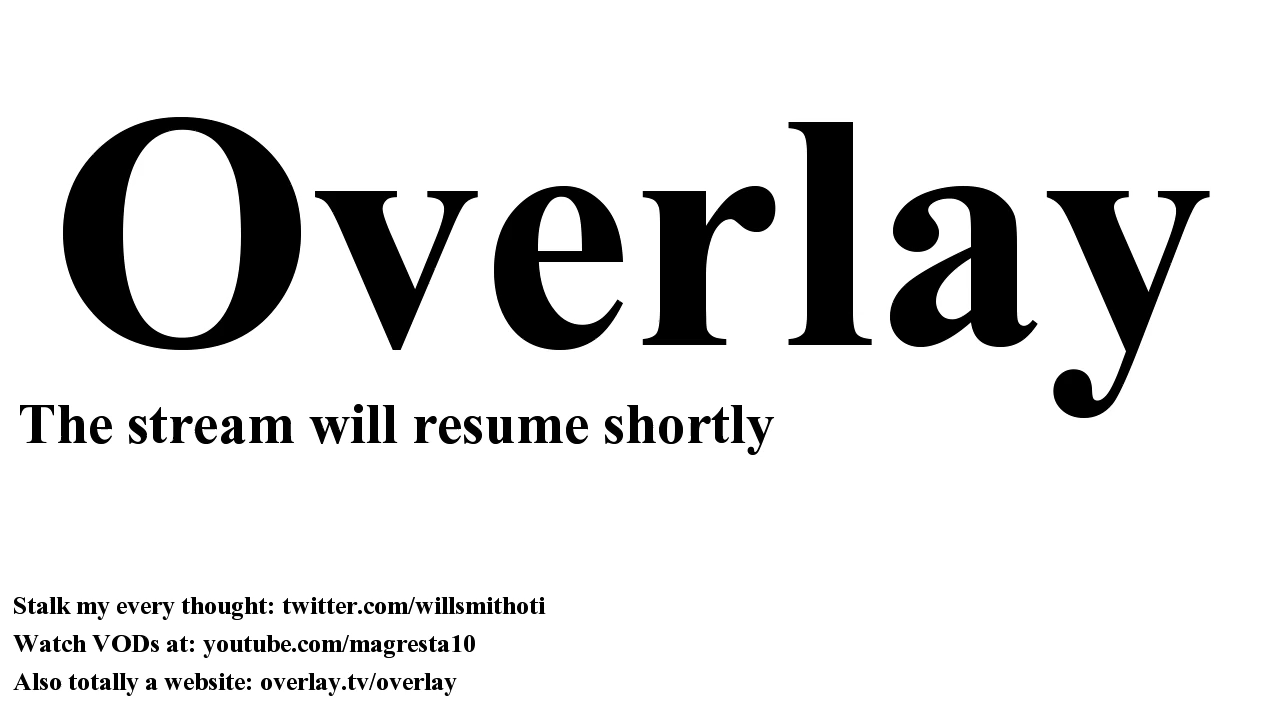 Overlay
The stream will resume shortly
Stalk my every thought: twitter.com/willsmithoti
Watch VODs at: youtube.com/magresta10
Also totally a website: overlay.tv/overlay